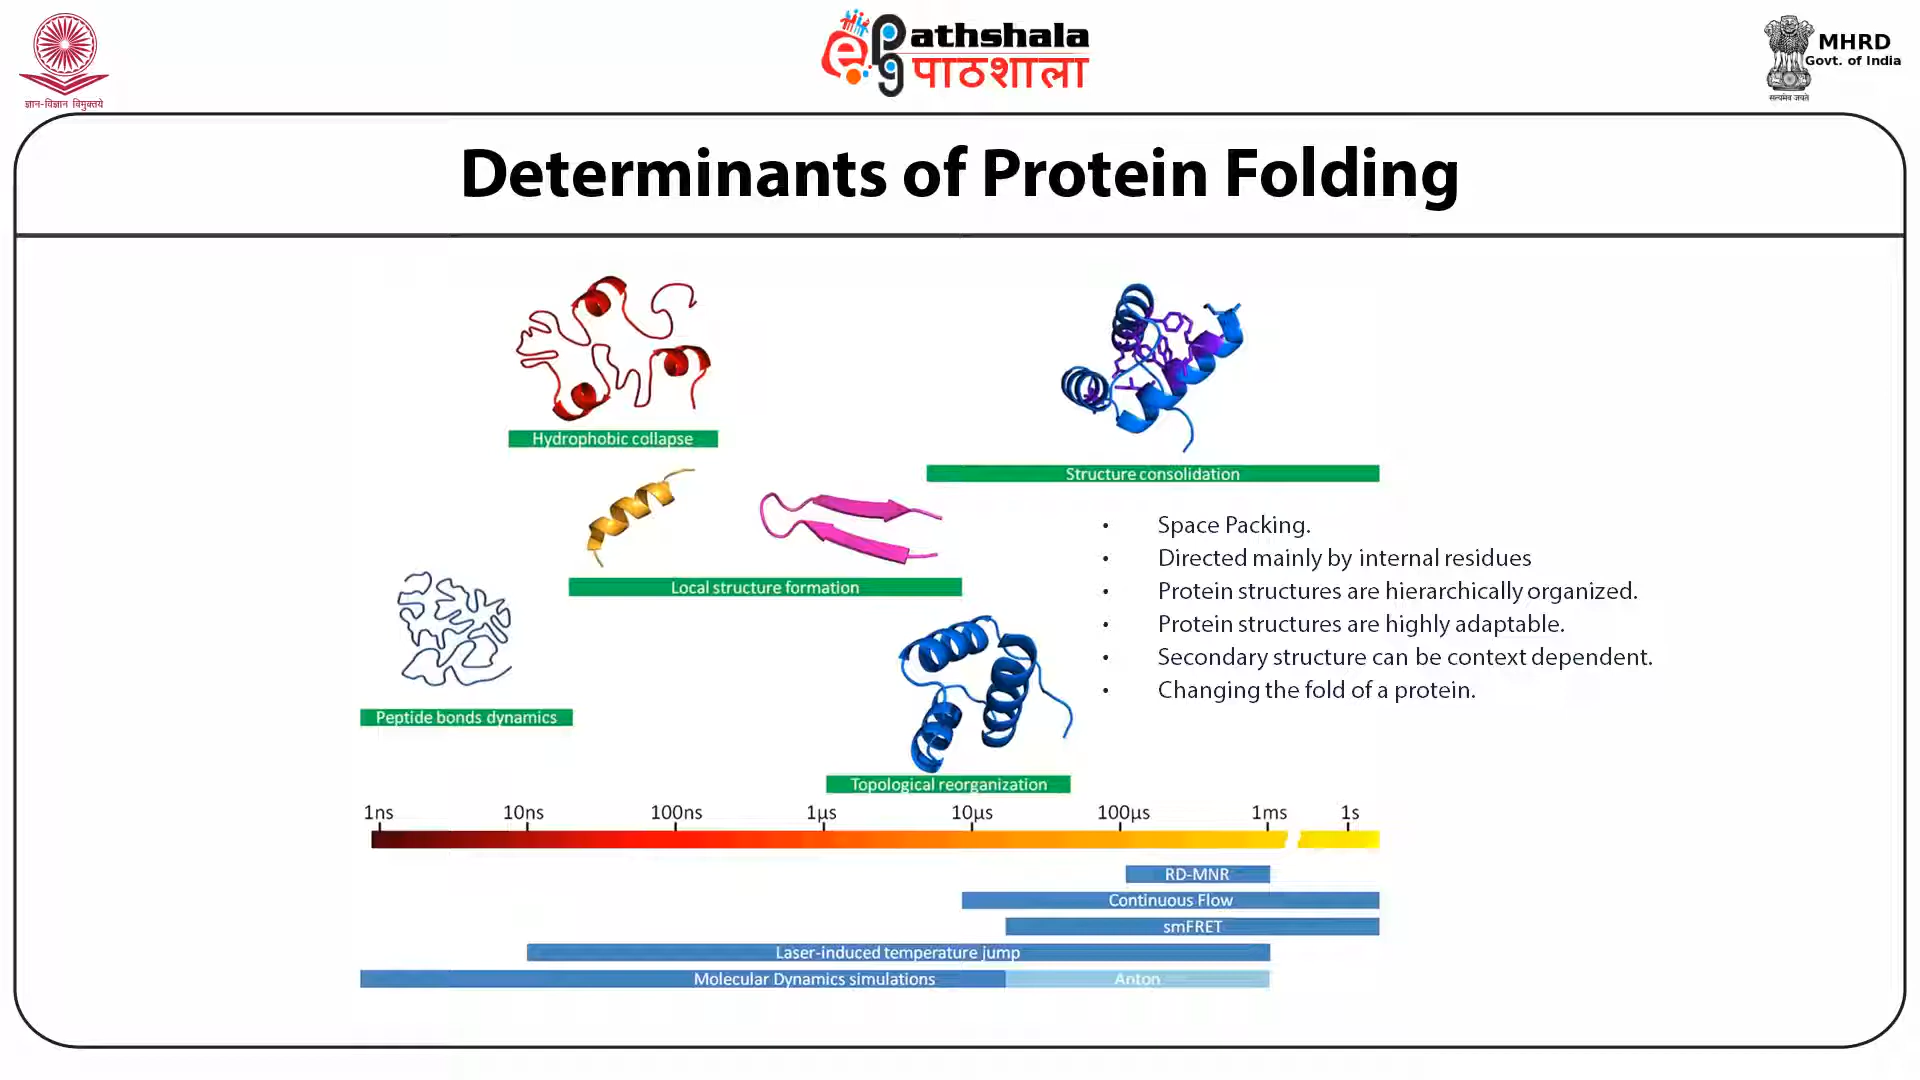 ज्ञान-विज्ञान विमुक्तये
ePG Pathshala
पाठशाला
MHRD
Govt. of India
सत्यमेव जयते
Determinants of Protein Folding
Hydrophobic collapse
Structure consolidation
Local structure formation
• Space Packing.
• Directed mainly by internal residues
• Protein structures are hierarchically organized.
• Protein structures are highly adaptable.
• Secondary structure can be context dependent.
• Changing the fold of a protein.
Peptide bonds dynamics
Topological reorganization
1ns 10ns 100ns 1µs 10µs 100µs 1ms 1s
RD-MNR
Continuous Flow
smFRET
Laser-induced temperature jump
Molecular Dynamics simulations Anton